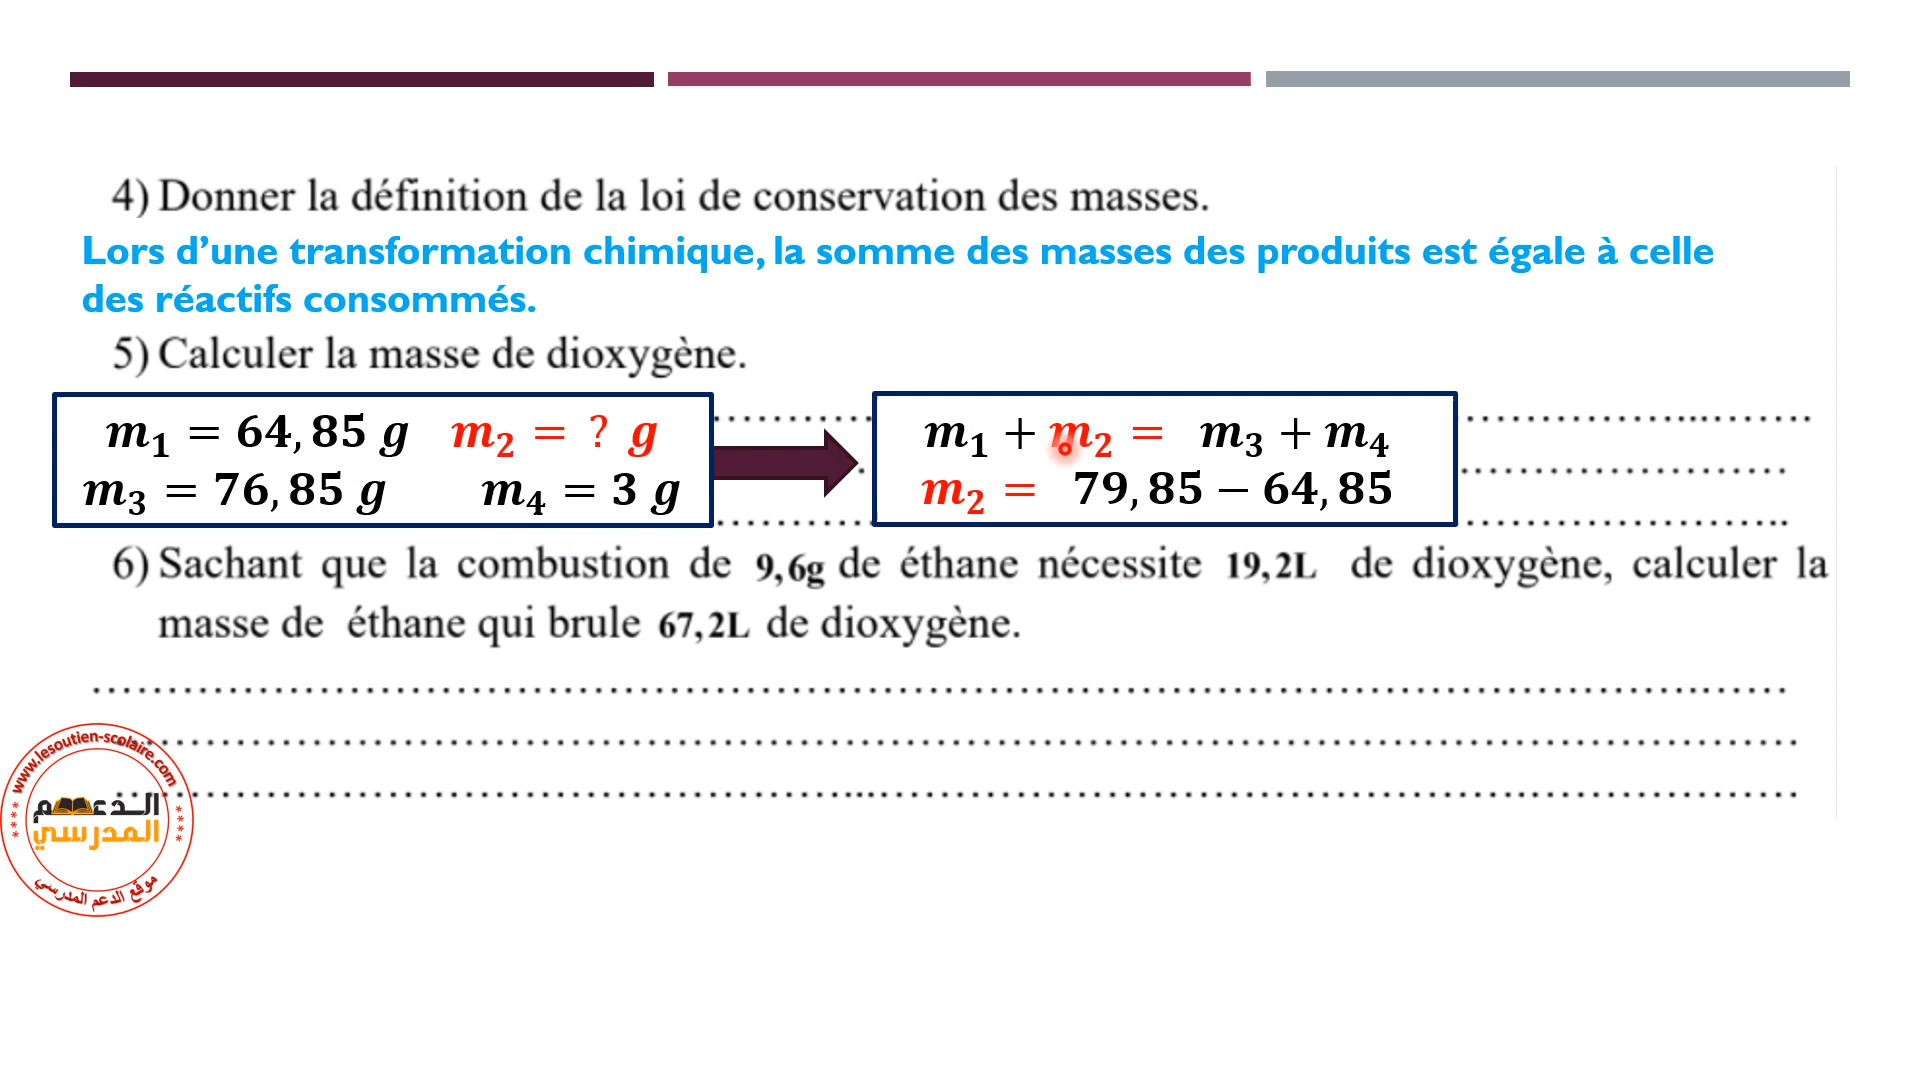 4) Donner la définition de la loi de conservation des masses.
Lors d’une transformation chimique, la somme des masses des produits est égale à celle
des réactifs consommés.
5) Calculer la masse de dioxygène.
m₁ = 64,85 g m₂ = ? g
m₃ = 76,85 g m₄ = 3 g
m₁ + m₂ = m₃ + m₄
m₂ = 79,85 − 64,85
6) Sachant que la combustion de 9,6g de éthane nécessite 19,2L de dioxygène, calculer la
masse de éthane qui brule 67,2L de dioxygène.
www.lesoutien-scolaire.com
الدعم
المدرسي
موقع الدعم المدرسي